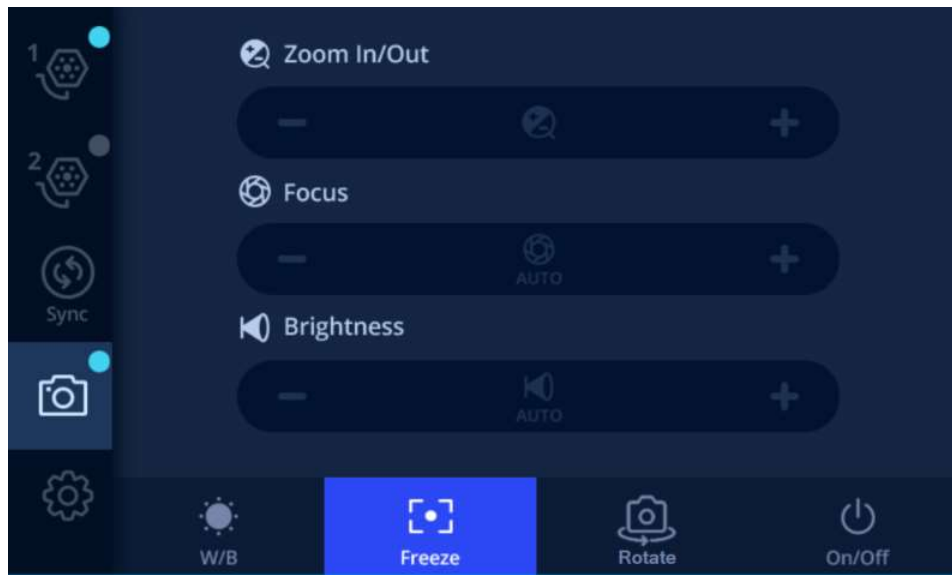 1
Zoom In/Out
2
Focus
AUTO
Sync
Brightness
AUTO
W/B
Freeze
Rotate
On/Off